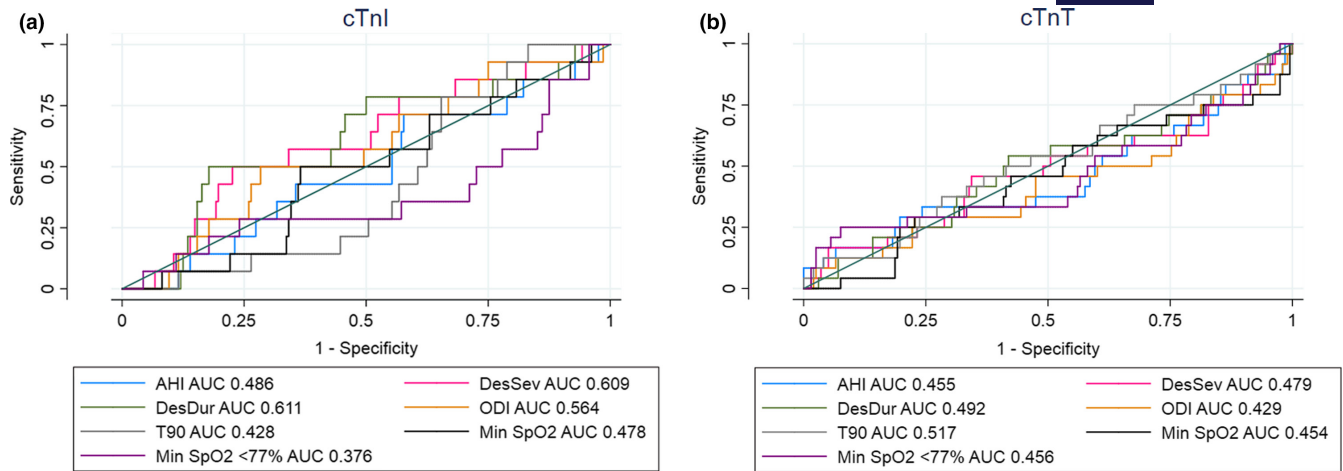 (a)
cTnI
1
0.75
0.5
0.25
0
Sensitivity
0 0.25 0.5 0.75 1
1 - Specificity
AHI AUC 0.486 DesSev AUC 0.609
DesDur AUC 0.611 ODI AUC 0.564
T90 AUC 0.428 Min SpO2 AUC 0.478
Min SpO2 <77% AUC 0.376
(b)
cTnT
1
0.75
0.5
0.25
0
Sensitivity
0 0.25 0.5 0.75 1
1 - Specificity
AHI AUC 0.455 DesSev AUC 0.479
DesDur AUC 0.492 ODI AUC 0.429
T90 AUC 0.517 Min SpO2 AUC 0.454
Min SpO2 <77% AUC 0.456